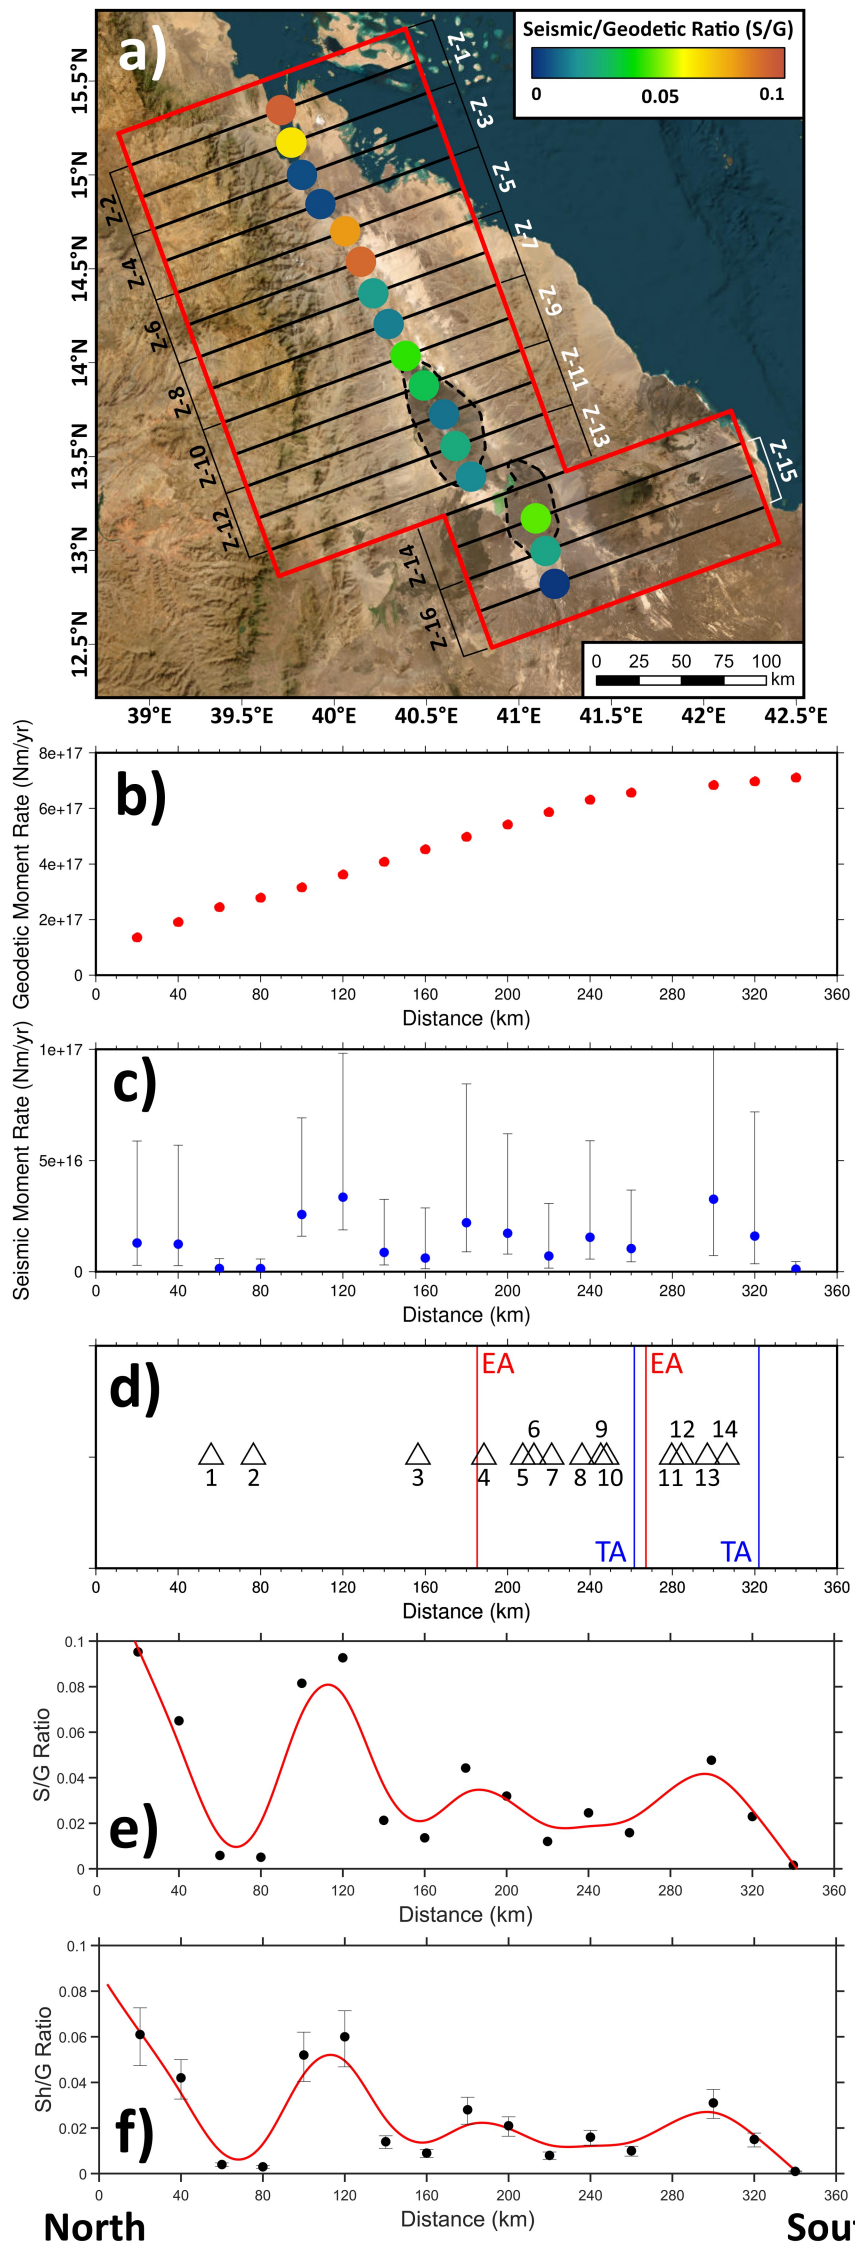 a)
Seismic/Geodetic Ratio (S/G)
0
0.05
0.1
Z-1
Z-3
Z-5
Z-7
Z-9
Z-11
Z-13
Z-15
Z-2
Z-4
Z-6
Z-8
Z-10
Z-12
Z-14
Z-16
15.5°N
15°N
14.5°N
14°N
13.5°N
13°N
12.5°N
0 25 50 75 100
km
39°E 39.5°E 40°E 40.5°E 41°E 41.5°E 42°E 42.5°E
b)
Geodetic Moment Rate (Nm/yr)
8e+17
6e+17
4e+17
2e+17
0
0 40 80 120 160 200 240 280 320 360
Distance (km)
c)
Seismic Moment Rate (Nm/yr)
1e+17
5e+16
0
0 40 80 120 160 200 240 280 320 360
Distance (km)
d)
EA EA
6 9 12 14
1 2 3 4 5 7 8 10 11 13
TA TA
0 40 80 120 160 200 240 280 320 360
Distance (km)
e)
S/G Ratio
0.1
0.08
0.06
0.04
0.02
0
0 40 80 120 160 200 240 280 320 360
Distance (km)
f)
Sh/G Ratio
0.1
0.08
0.06
0.04
0.02
0
0 40 80 120 160 200 240 280 320 360
Distance (km)
North Sout